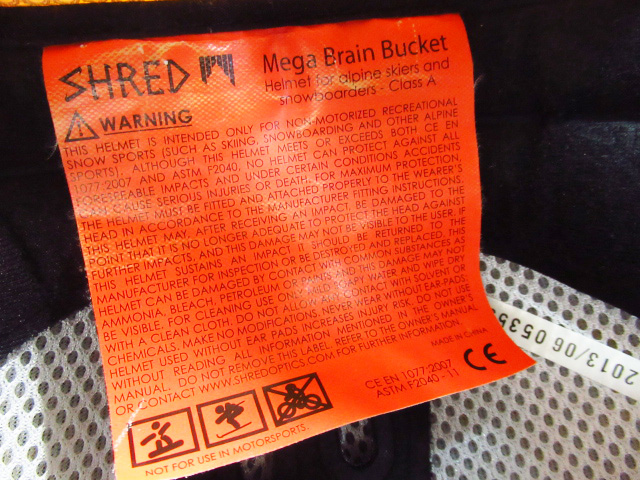 SHRED
Mega Brain Bucket
Helmet for alpine skiers and
snowboarders - Class A
WARNING
THIS HELMET IS INTENDED ONLY FOR NON-MOTORIZED RECREATIONAL
SNOW SPORTS (SUCH AS SKIING, SNOWBOARDING AND OTHER ALPINE
SPORTS). ALTHOUGH THIS HELMET MEETS OR EXCEEDS BOTH CE EN
1077:2007 AND ASTM F2040, NO HELMET CAN PROTECT AGAINST ALL
FORESEEABLE IMPACTS AND UNDER CERTAIN CONDITIONS ACCIDENTS
MAY CAUSE SERIOUS INJURIES OR DEATH. FOR MAXIMUM PROTECTION,
THE HELMET MUST BE FITTED AND ATTACHED PROPERLY TO THE WEARER'S
HEAD IN ACCORDANCE TO THE MANUFACTURER FITTING INSTRUCTIONS.
THIS HELMET MAY, AFTER RECEIVING AN IMPACT, BE DAMAGED TO THE
POINT THAT IT IS NO LONGER ADEQUATE TO PROTECT THE HEAD AGAINST
FURTHER IMPACTS, AND THIS DAMAGE MAY NOT BE VISIBLE TO THE USER. IF
THIS HELMET SUSTAINS AN IMPACT, IT SHOULD BE RETURNED TO THE
MANUFACTURER FOR INSPECTION OR BE DESTROYED AND REPLACED. THIS
HELMET CAN BE DAMAGED BY CONTACT WITH COMMON SUBSTANCES AS
AMMONIA, BLEACH, PETROLEUM AND THIS DAMAGE MAY NOT
BE VISIBLE. FOR CLEANING USE ONLY WATER AND WIPE DRY
WITH A CLEAN CLOTH. DO NOT ALLOW ANY CONTACT WITH SOLVENT OR
CHEMICALS. MAKE NO MODIFICATIONS. NEVER WEAR WITHOUT EAR-PADS:
HELMET USED WITHOUT EAR PADS INCREASES INJURY RISK. DO NOT USE
WITHOUT READING ALL INFORMATION MENTIONED IN THE OWNER'S
MANUAL. DO NOT REMOVE THIS LABEL. REFER TO THE OWNER'S MANUAL
OR CONTACT WWW.SHREDOPTICS.COM FOR FURTHER INFORMATION.
MADE IN CHINA
CE
CE EN 1077:2007
ASTM F2040-11
NOT FOR USE IN MOTORSPORTS.
2013/06 0535